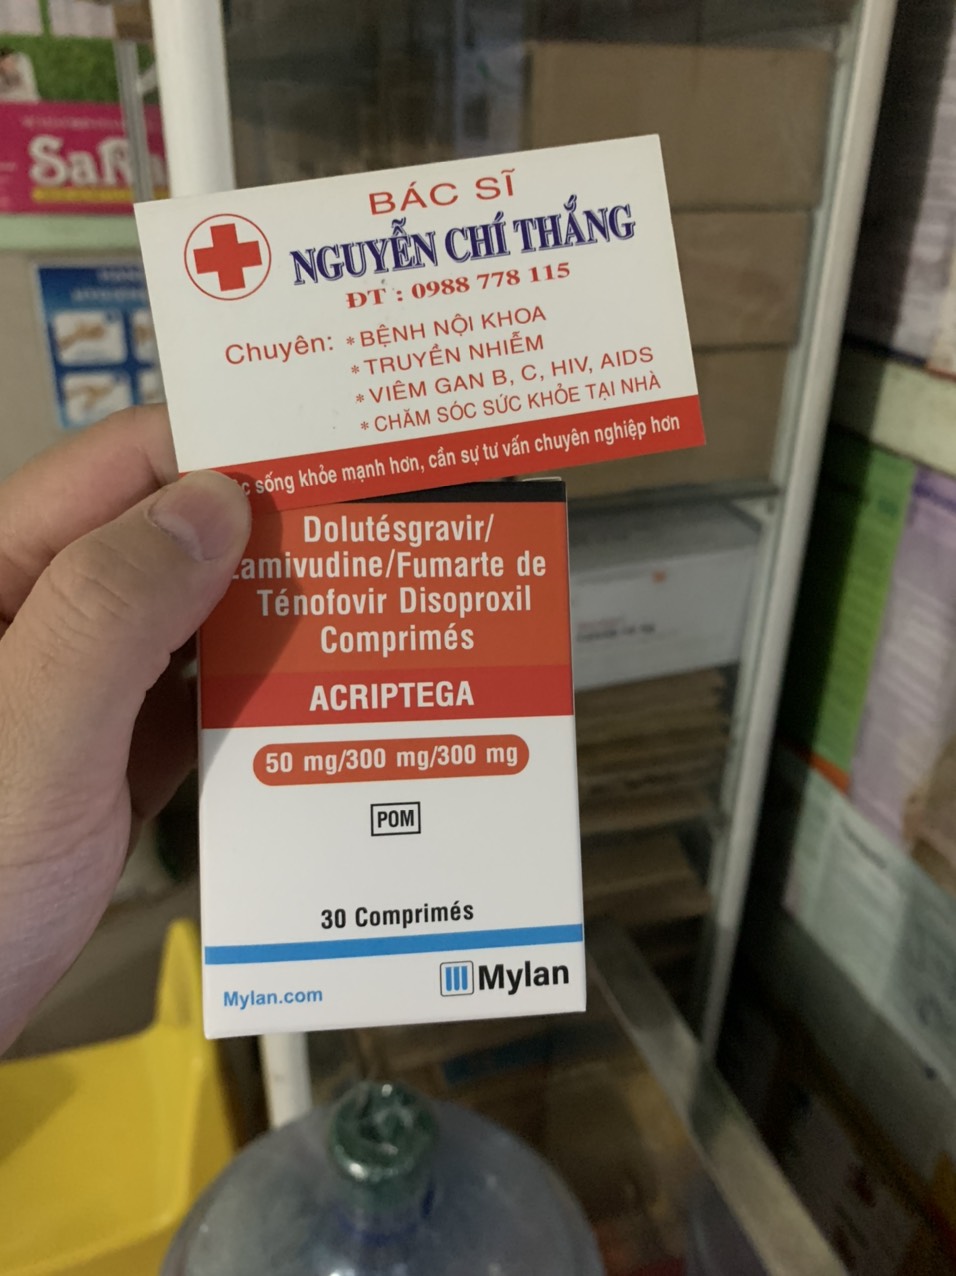 BÁC SĨ
NGUYỄN CHÍ THẮNG
ĐT : 0988 778 115
Chuyên: * BỆNH NỘI KHOA
* TRUYỀN NHIỄM
* VIÊM GAN B, C, HIV, AIDS
* CHĂM SÓC SỨC KHỎE TẠI NHÀ
sống khỏe mạnh hơn, cần sự tư vấn chuyên nghiệp hơn
Dolutésgravir/
amivudine/Fumarte de
Ténofovir Disoproxil
Comprimés
ACRIPTEGA
50 mg/300 mg/300 mg
POM
30 Comprimés
Mylan.com
Mylan
SaRa